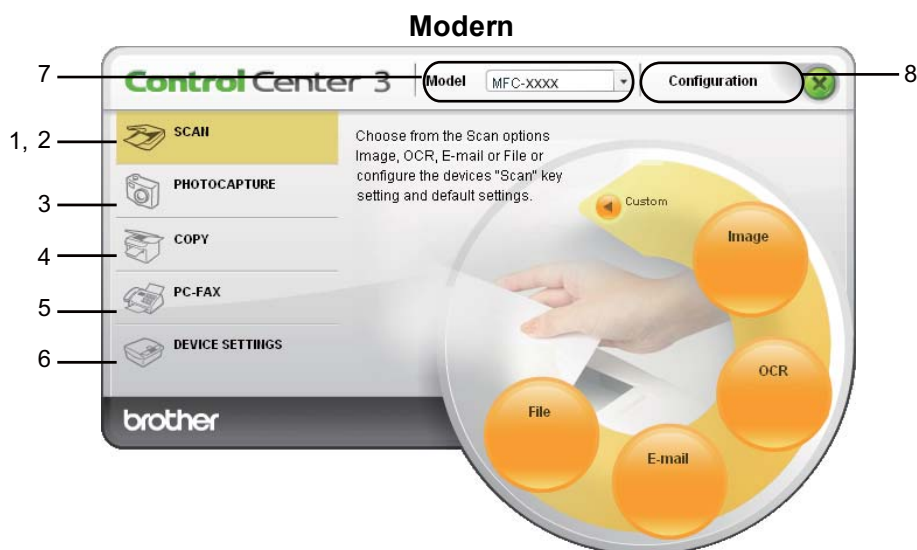 Modern
7
Control Center 3
Model
MFC-XXXX
Configuration
8
1, 2
SCAN
3
PHOTOCAPTURE
4
COPY
5
PC-FAX
6
DEVICE SETTINGS
Choose from the Scan options
Image, OCR, E-mail or File or
configure the devices "Scan" key
setting and default settings.
Custom
Image
OCR
E-mail
File
brother